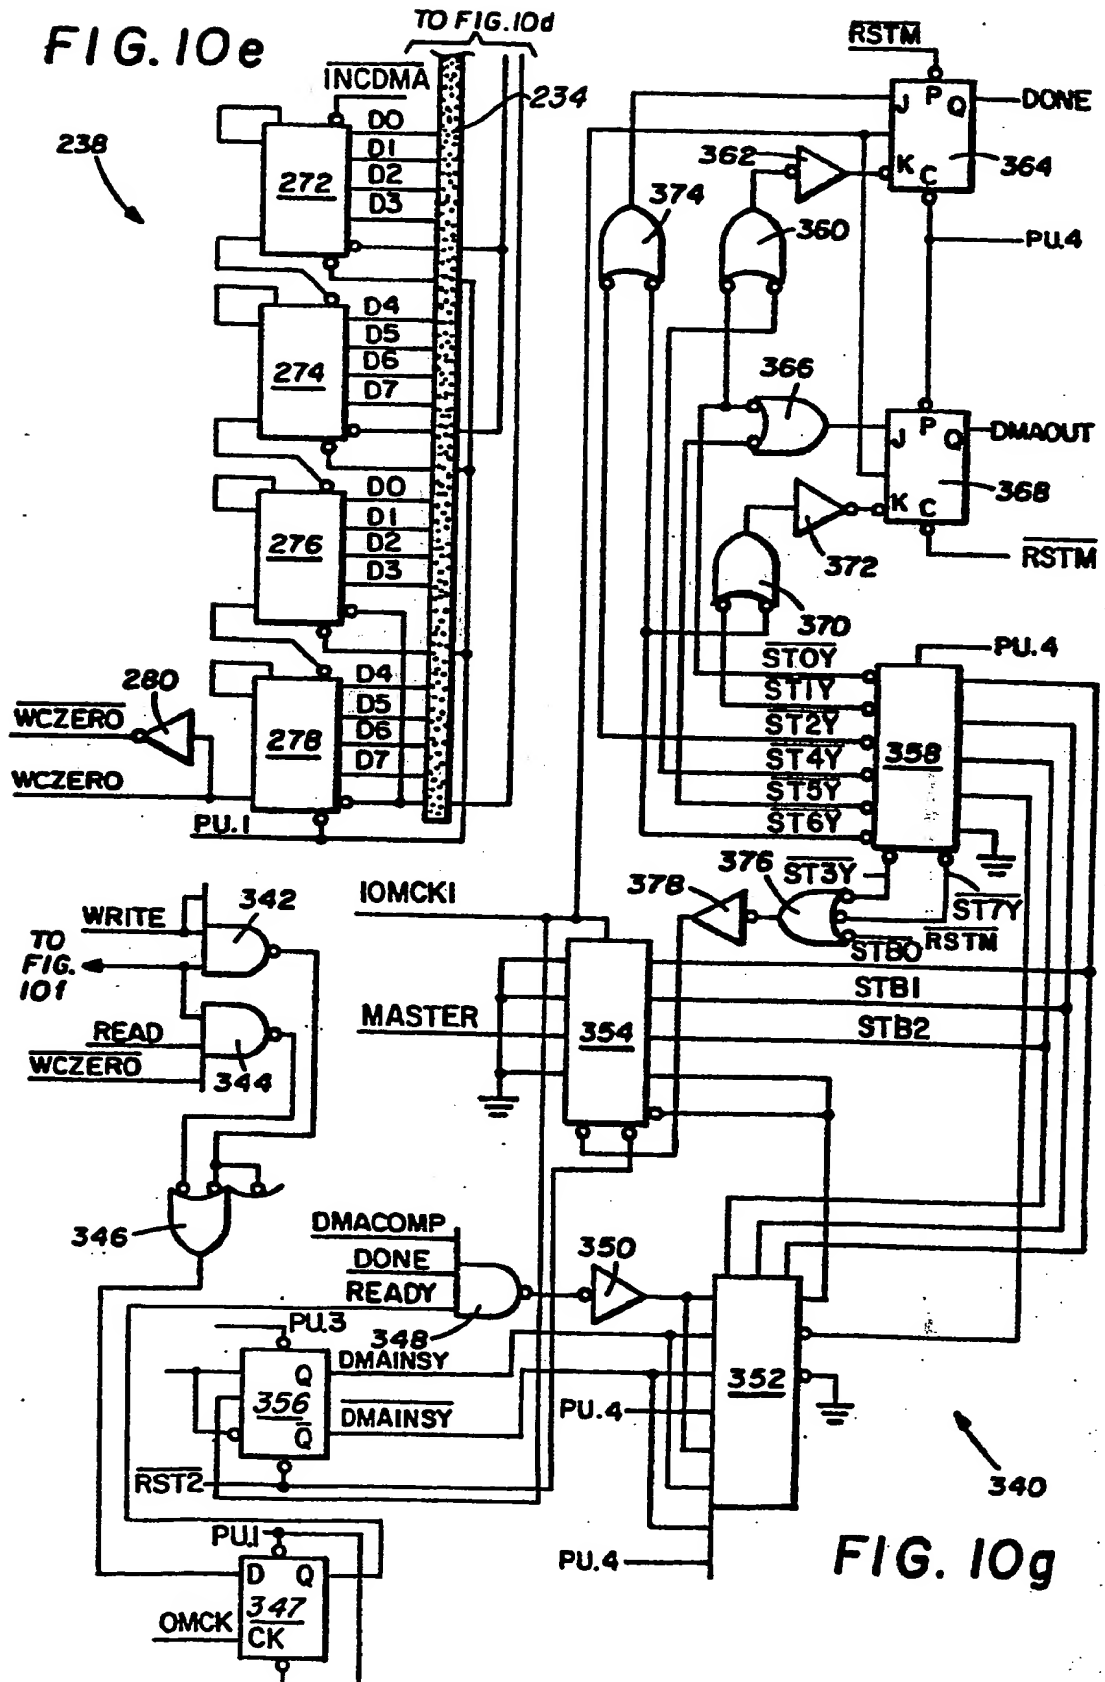 FIG. 10e
TO FIG. 10d
INCDMA
234
238
D0
D1
272
D2
D3
D4
D5
274
D6
D7
D0
D1
276
D2
D3
280
D4
WCZERO
D5
278
D6
WCZERO
D7
PU.1
RSTM
J P Q
DONE
362
K C
364
374
360
PU.4
366
J P Q
DMAOUT
K C
368
372
RSTM
370
PU.4
ST0Y
ST1Y
ST2Y
358
ST4Y
ST5Y
ST6Y
376
ST3Y
378
ST7Y
RSTM
IOMCK1
STB0
STB1
MASTER
354
STB2
WRITE
342
TO
FIG.
10f
READ
344
WCZERO
346
DMACOMP
350
DONE
READY
348
PU.3
DMAINSY
Q
356
352
DMAINSY
Q
PU.4
RST2
340
PU.1
PU.4
FIG. 10g
D Q
347
OMCK
CK